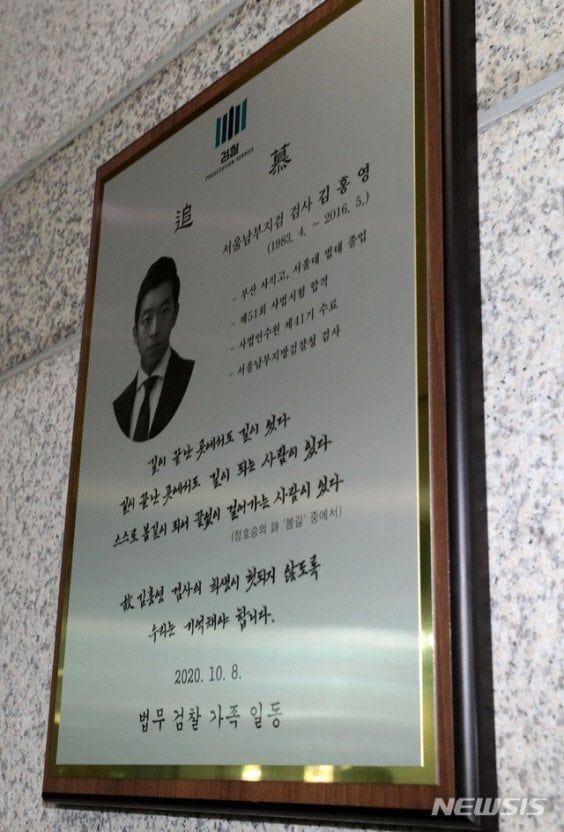 검찰
PROSECUTION SERVICE
追 慕
서울남부지검 검사 김 홍 영
(1983. 4. ~ 2016. 5.)
- 부산 사직고, 서울대 법대 졸업
- 제51회 사법시험 합격
- 사법연수원 제41기 수료
- 서울남부지방검찰청 검사
길이 끝난 곳에서도 길이 있다
길이 끝난 곳에서도 길이 되는 사람이 있다
스스로 봄길이 되어 끝없이 걸어가는 사람이 있다
(정호승의 詩 '봄길' 중에서)
故 김홍영 검사의 희생이 헛되지 않도록
우리는 기억해야 합니다.
2020. 10. 8.
법무 검찰 가족 일동
NEWSIS